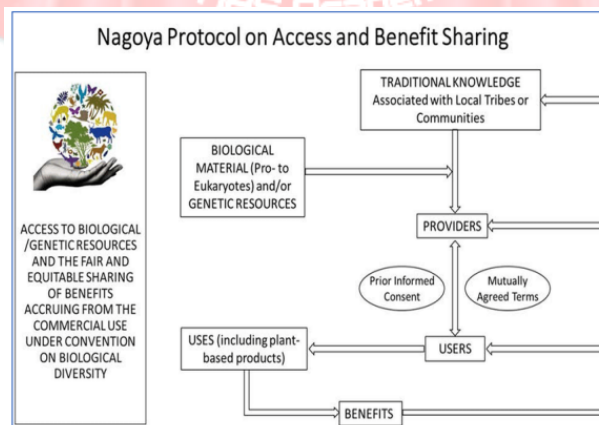 Nagoya Protocol on Access and Benefit Sharing
ACCESS TO BIOLOGICAL
/GENETIC RESOURCES
AND THE FAIR AND
EQUITABLE SHARING
OF BENEFITS
ACCRUING FROM THE
COMMERCIAL USE
UNDER CONVENTION
ON BIOLOGICAL
DIVERSITY
TRADITIONAL KNOWLEDGE
Associated with Local Tribes or
Communities
BIOLOGICAL
MATERIAL (Pro- to
Eukaryotes) and/or
GENETIC RESOURCES
PROVIDERS
Prior Informed
Consent
Mutually
Agreed Terms
USES (including plant-
based products)
USERS
BENEFITS